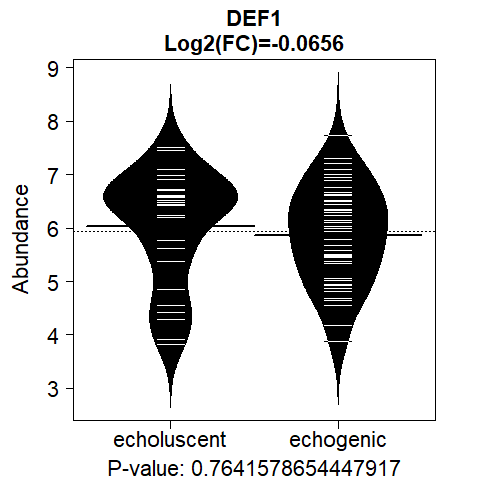 DEF1
Log2(FC)=-0.0656
Abundance
9
8
7
6
5
4
3
echoluscent echogenic
P-value: 0.7641578654447917